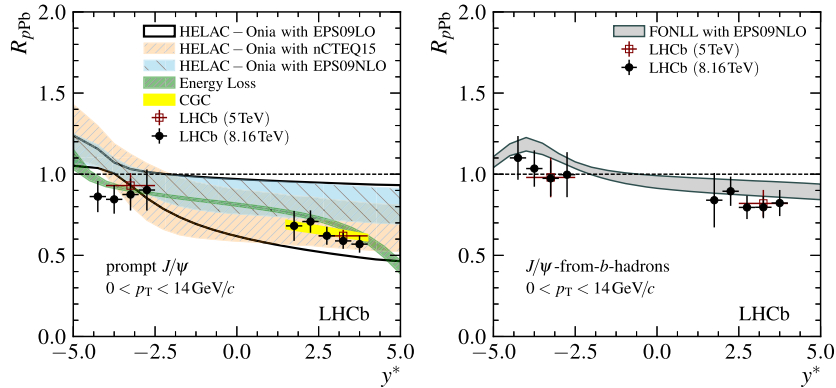 R_pPb
2.0
1.5
1.0
0.5
0.0
HELAC − Onia with EPS09LO
HELAC − Onia with nCTEQ15
HELAC − Onia with EPS09NLO
Energy Loss
CGC
LHCb (5 TeV)
LHCb (8.16 TeV)
prompt J/ψ
0 < p_T < 14 GeV/c
LHCb
−5.0 −2.5 0.0 2.5 5.0
y*
R_pPb
2.0
1.5
1.0
0.5
0.0
FONLL with EPS09NLO
LHCb (5 TeV)
LHCb (8.16 TeV)
J/ψ-from-b-hadrons
0 < p_T < 14 GeV/c
LHCb
−5.0 −2.5 0.0 2.5 5.0
y*